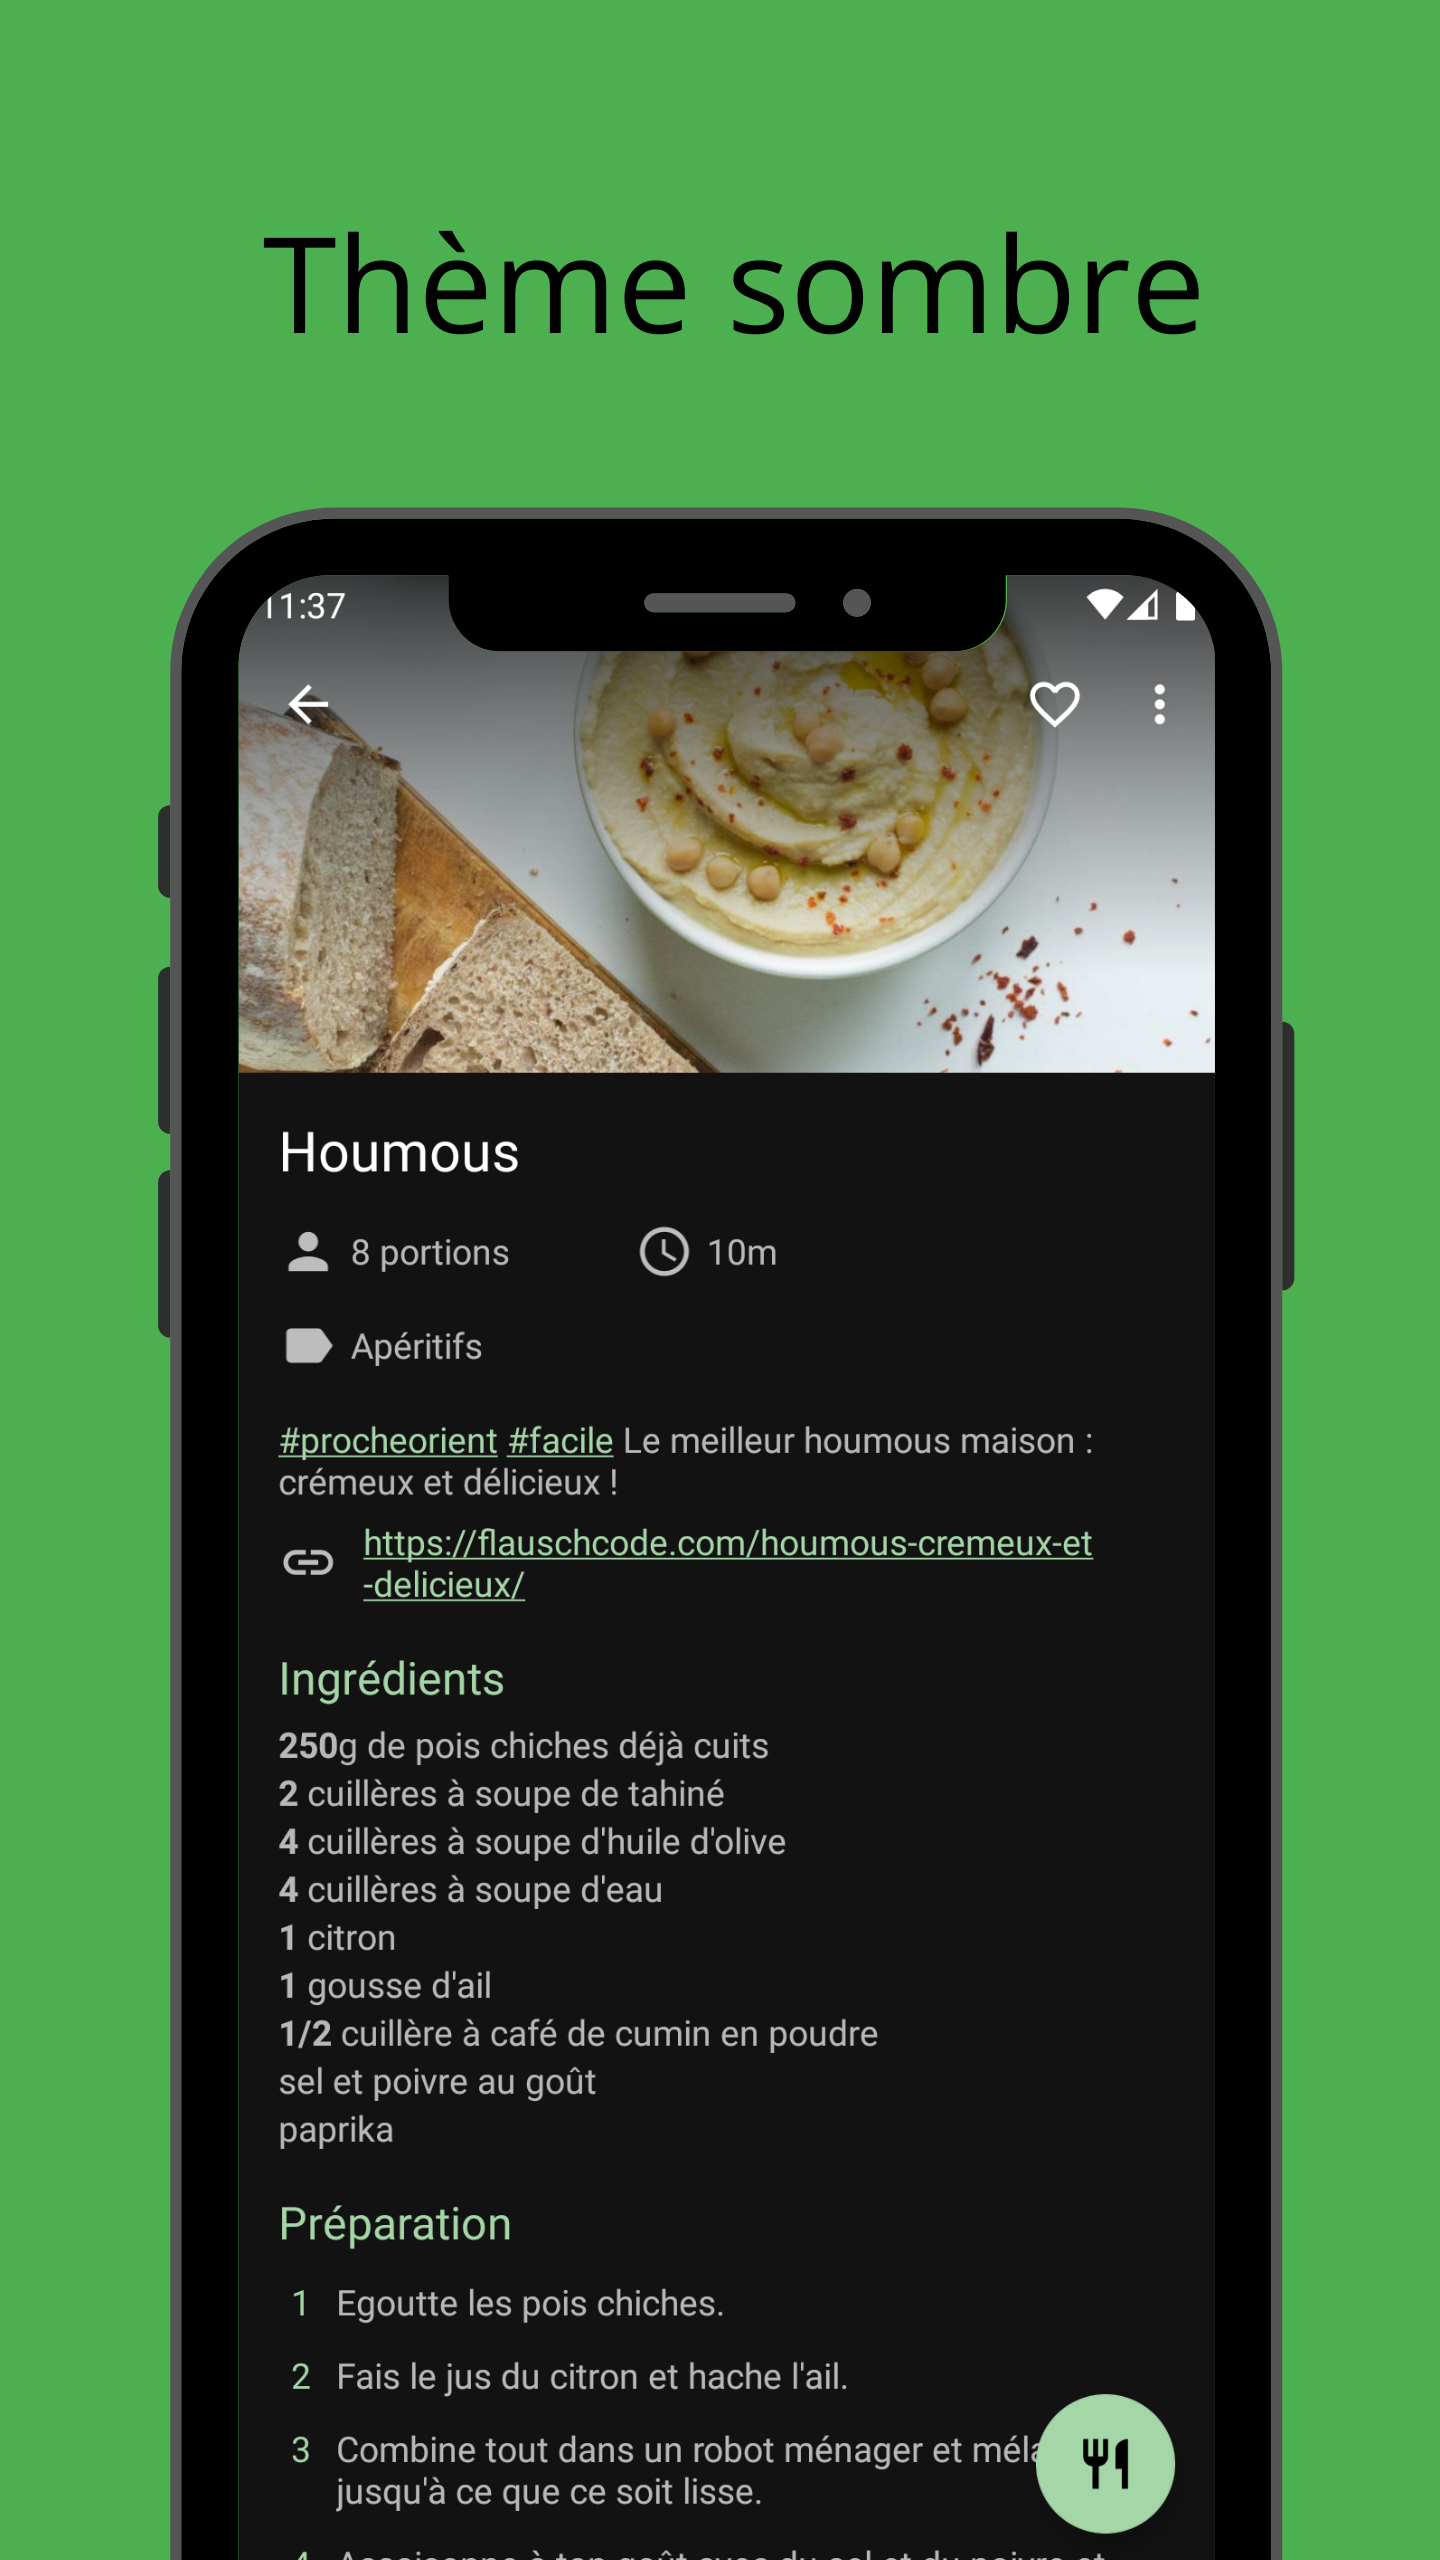 Thème sombre
11:37
Houmous
8 portions
10m
Apéritifs
#procheorient #facile Le meilleur houmous maison :
crémeux et délicieux !
https://flauschcode.com/houmous-cremeux-et
-delicieux/
Ingrédients
250g de pois chiches déjà cuits
2 cuillères à soupe de tahiné
4 cuillères à soupe d'huile d'olive
4 cuillères à soupe d'eau
1 citron
1 gousse d'ail
1/2 cuillère à café de cumin en poudre
sel et poivre au goût
paprika
Préparation
1 Egoutte les pois chiches.
2 Fais le jus du citron et hache l'ail.
3 Combine tout dans un robot ménager et
jusqu'à ce que ce soit lisse.